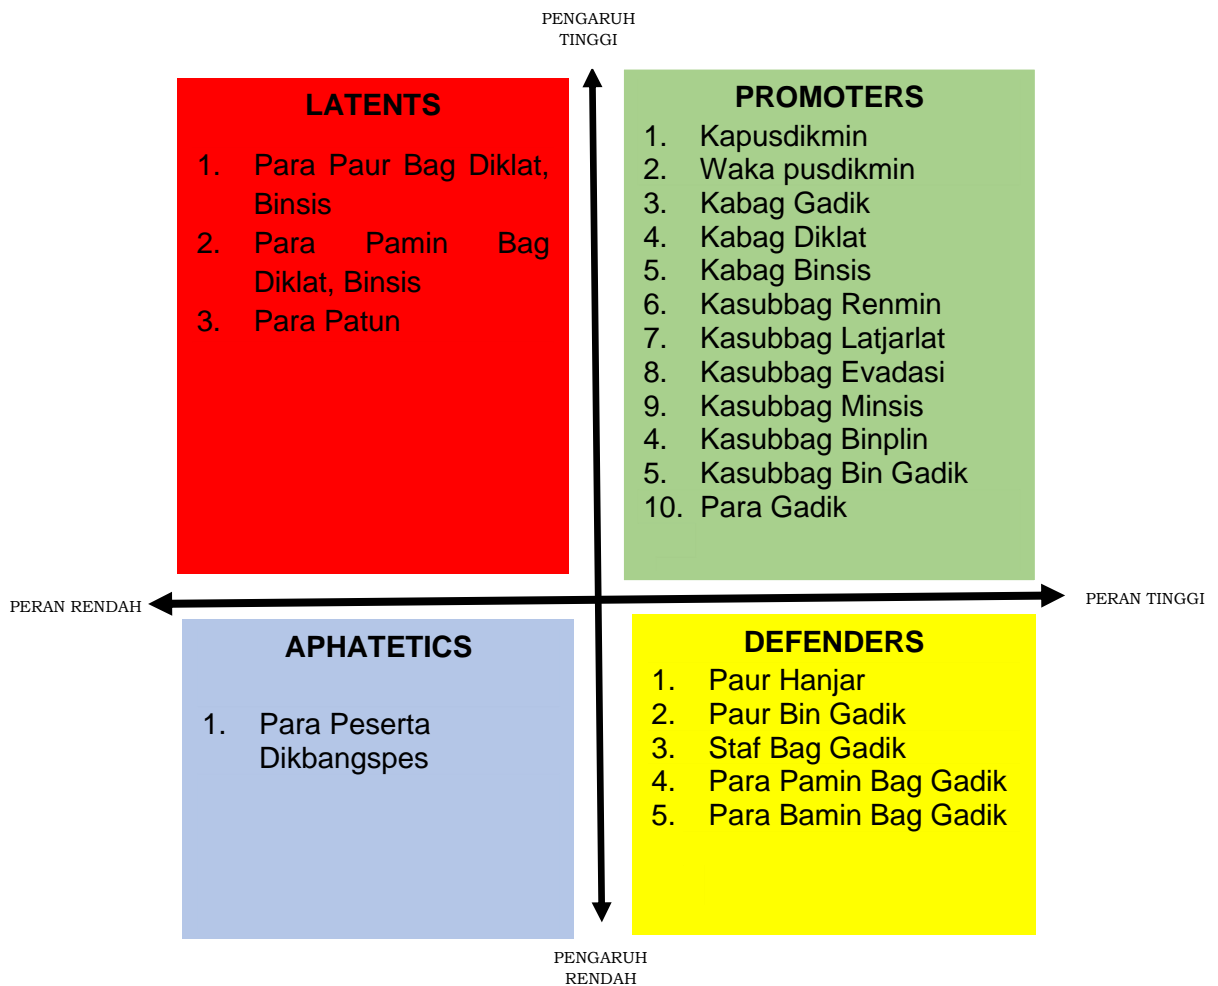 PENGARUH
TINGGI
LATENTS
1. Para Paur Bag Diklat,
Binsis
2. Para Pamin Bag
Diklat, Binsis
3. Para Patun
PROMOTERS
1. Kapusdikmin
2. Waka pusdikmin
3. Kabag Gadik
4. Kabag Diklat
5. Kabag Binsis
6. Kasubbag Renmin
7. Kasubbag Latjarlat
8. Kasubbag Evadasi
9. Kasubbag Minsis
4. Kasubbag Binplin
5. Kasubbag Bin Gadik
10. Para Gadik
PERAN RENDAH
PERAN TINGGI
APHATETICS
1. Para Peserta
Dikbangspes
DEFENDERS
1. Paur Hanjar
2. Paur Bin Gadik
3. Staf Bag Gadik
4. Para Pamin Bag Gadik
5. Para Bamin Bag Gadik
PENGARUH
RENDAH